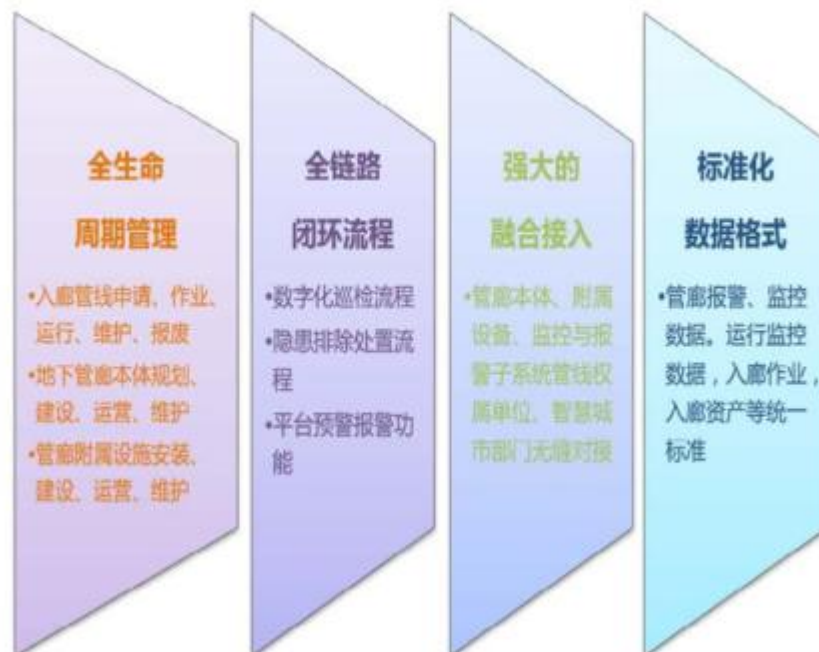 全生命
周期管理
•入廊管线申请、作业、
运行、维护、报废
•地下管廊本体规划、
建设、运营、维护
•管廊附属设施安装、
建设、运营、维护
全链路
闭环流程
•数字化巡检流程
•隐患排除处置流
程
•平台预警报警功
能
强大的
融合接入
•管廊本体、附属
设备、监控与报
警子系统管线权
属单位、智慧城
市部门无缝对接
标准化
数据格式
•管廊报警、监控
数据。运行监控
数据，入廊作业，
入廊资产等统一
标准